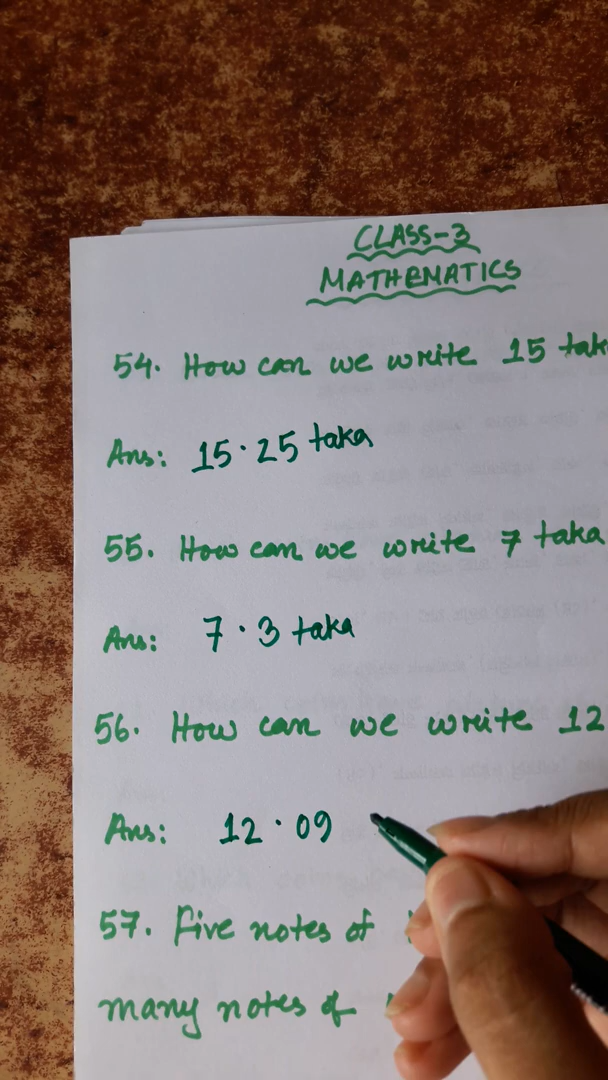 CLASS-3
MATHEMATICS
54. How can we write 15 tak
Ans: 15.25 taka
55. How can we write 7 taka
Ans: 7.3 taka
56. How can we write 12
Ans: 12.09
57. Five notes of
many notes of